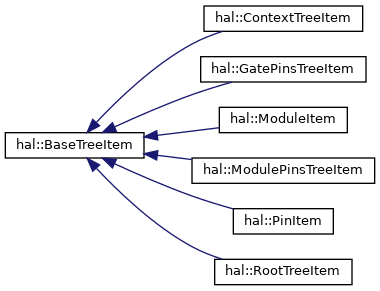 hal::ContextTreeItem
hal::GatePinsTreeItem
hal::ModuleItem
hal::BaseTreeItem
hal::ModulePinsTreeItem
hal::PinItem
hal::RootTreeItem